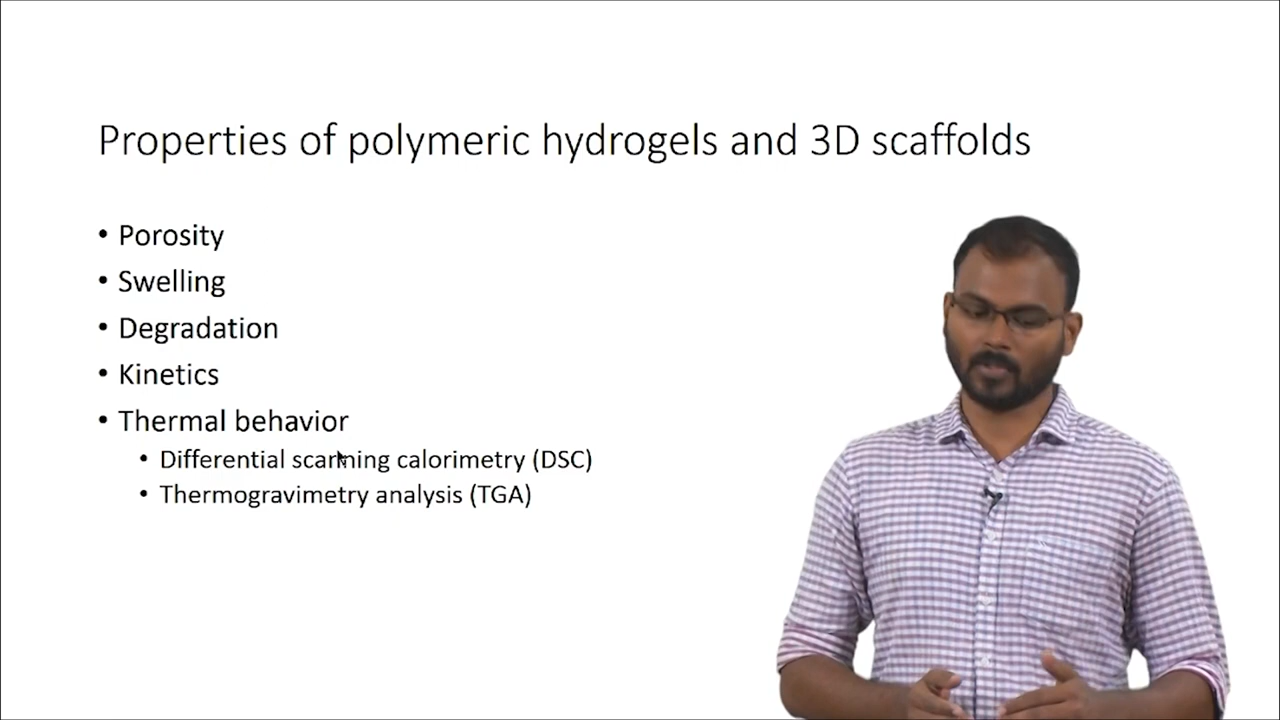 Properties of polymeric hydrogels and 3D scaffolds
• Porosity
• Swelling
• Degradation
• Kinetics
• Thermal behavior
• Differential scanning calorimetry (DSC)
• Thermogravimetry analysis (TGA)